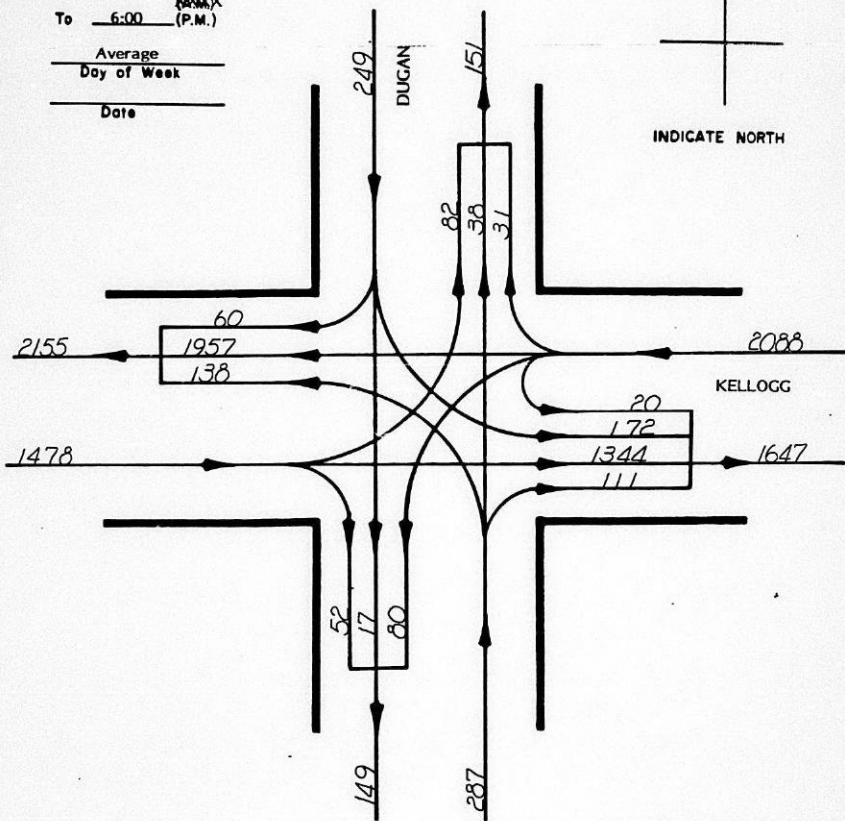 (A.M.)
To 6:00 (P.M.)
Average
Day of Week
Date
249
DUGAN
151
INDICATE NORTH
82
38
31
60
2155
1957
2088
138
KELLOGG
20
172
1478
1344
1647
111
52
17
80
149
287